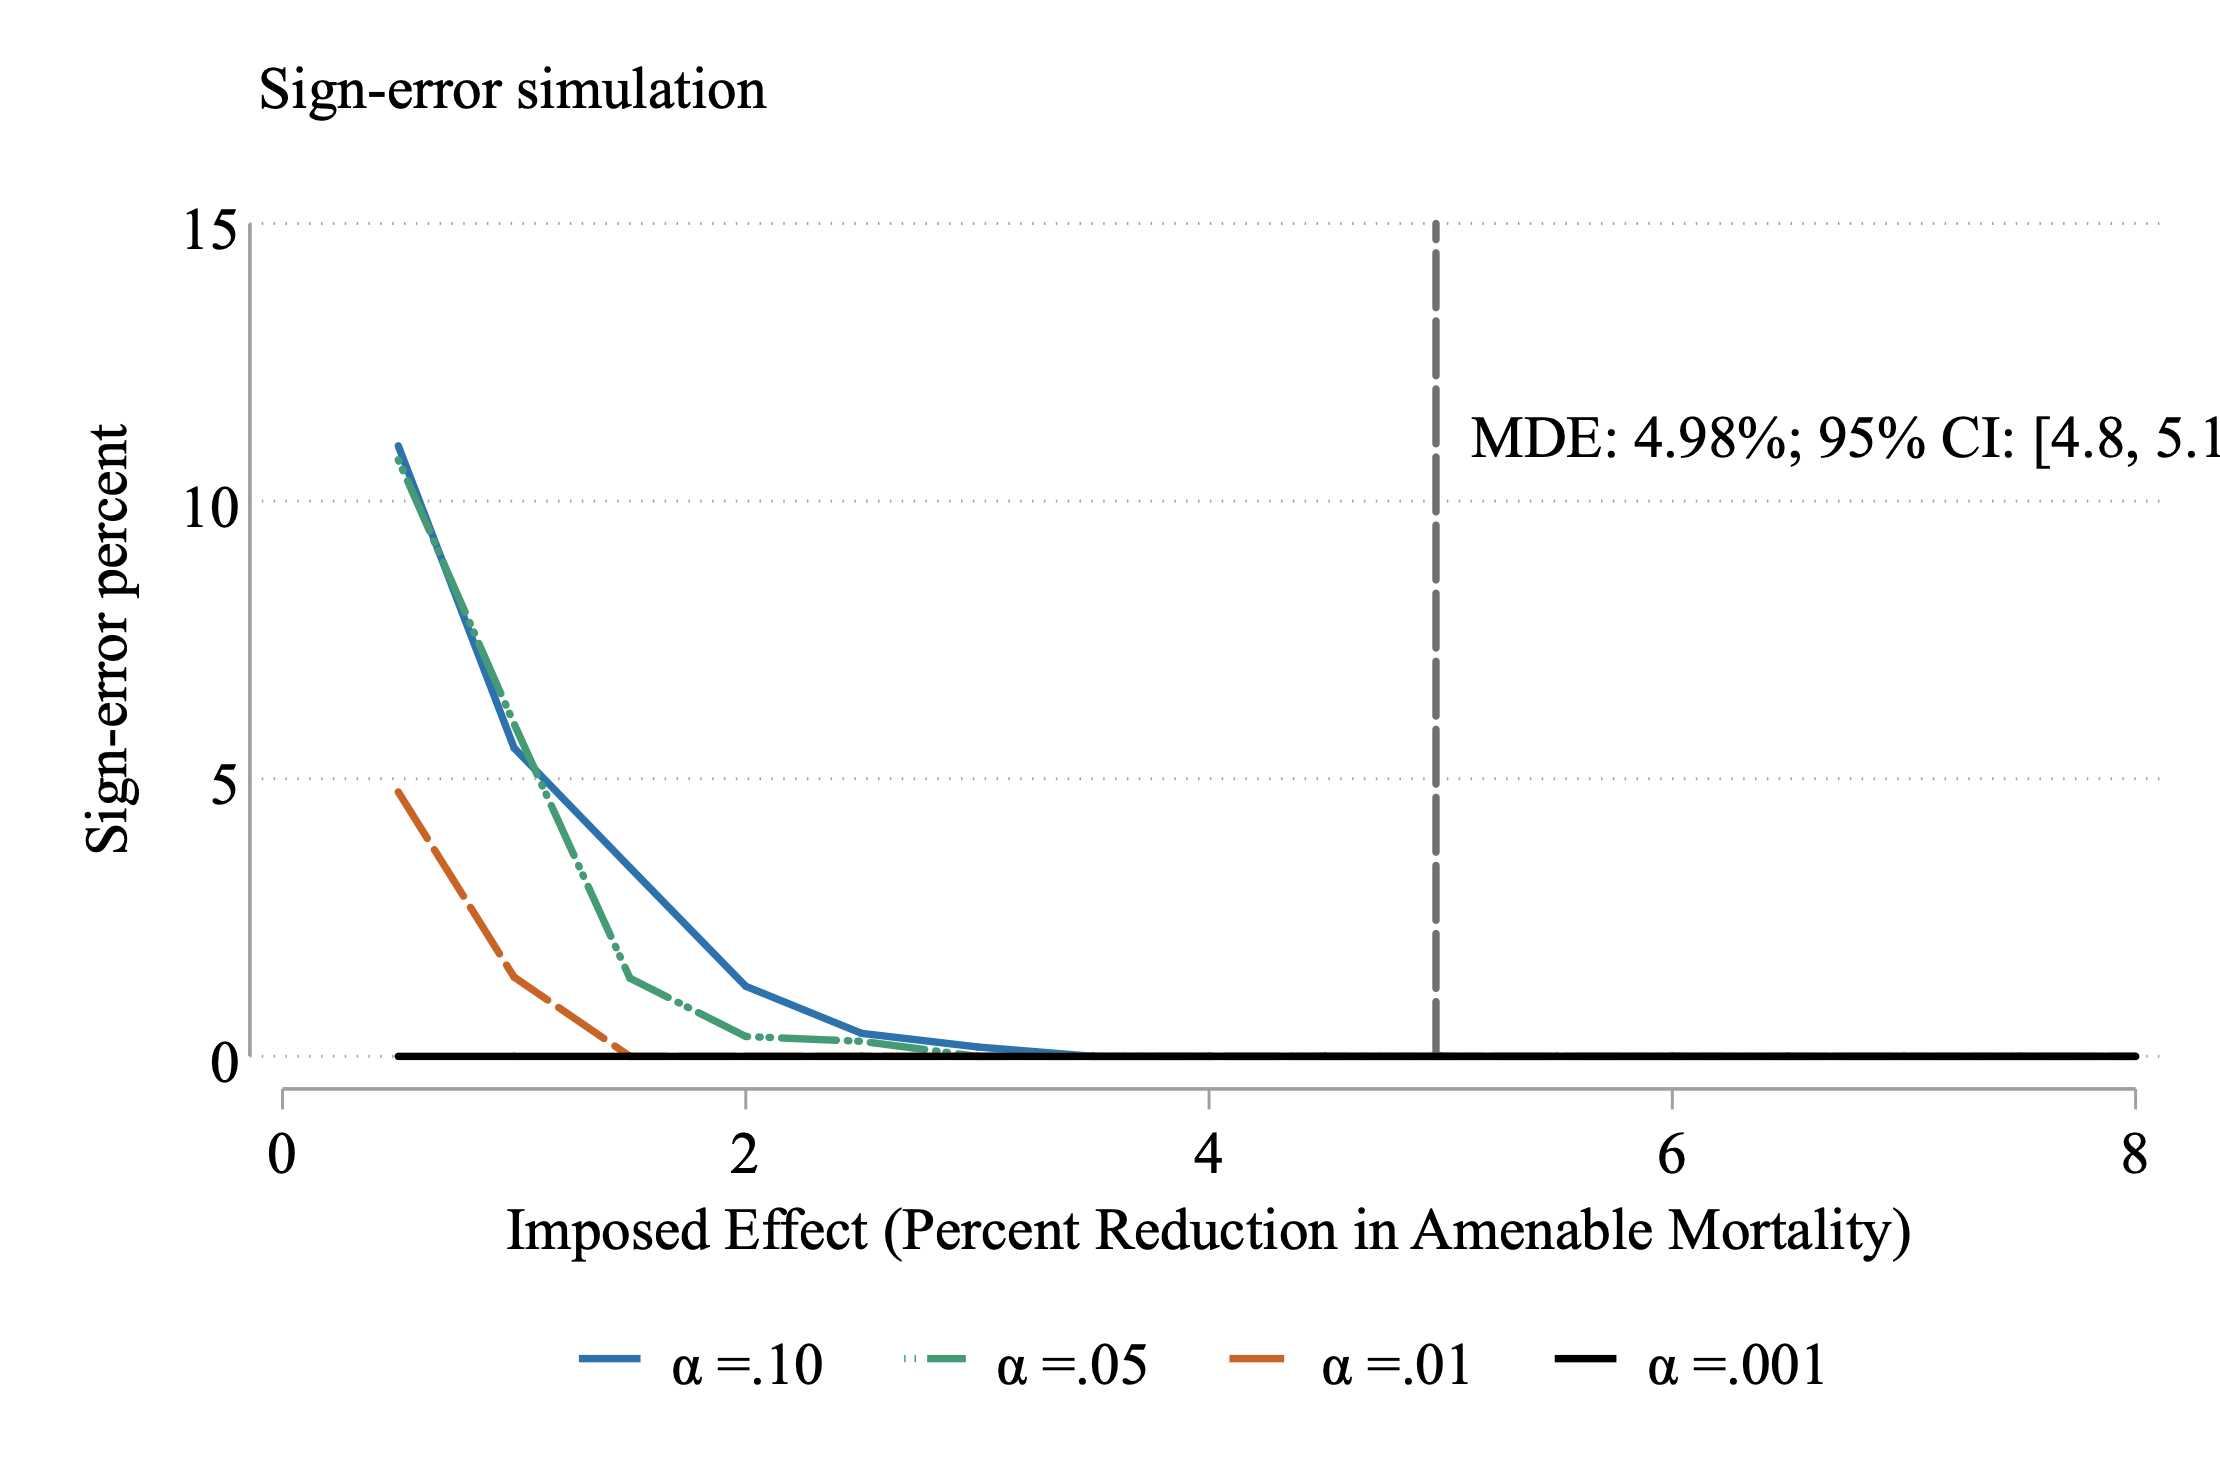 Sign-error simulation
Sign-error percent
15
10
5
0
MDE: 4.98%; 95% CI: [4.8, 5.1
0 2 4 6 8
Imposed Effect (Percent Reduction in Amenable Mortality)
α =.10 α =.05 α =.01 α =.001